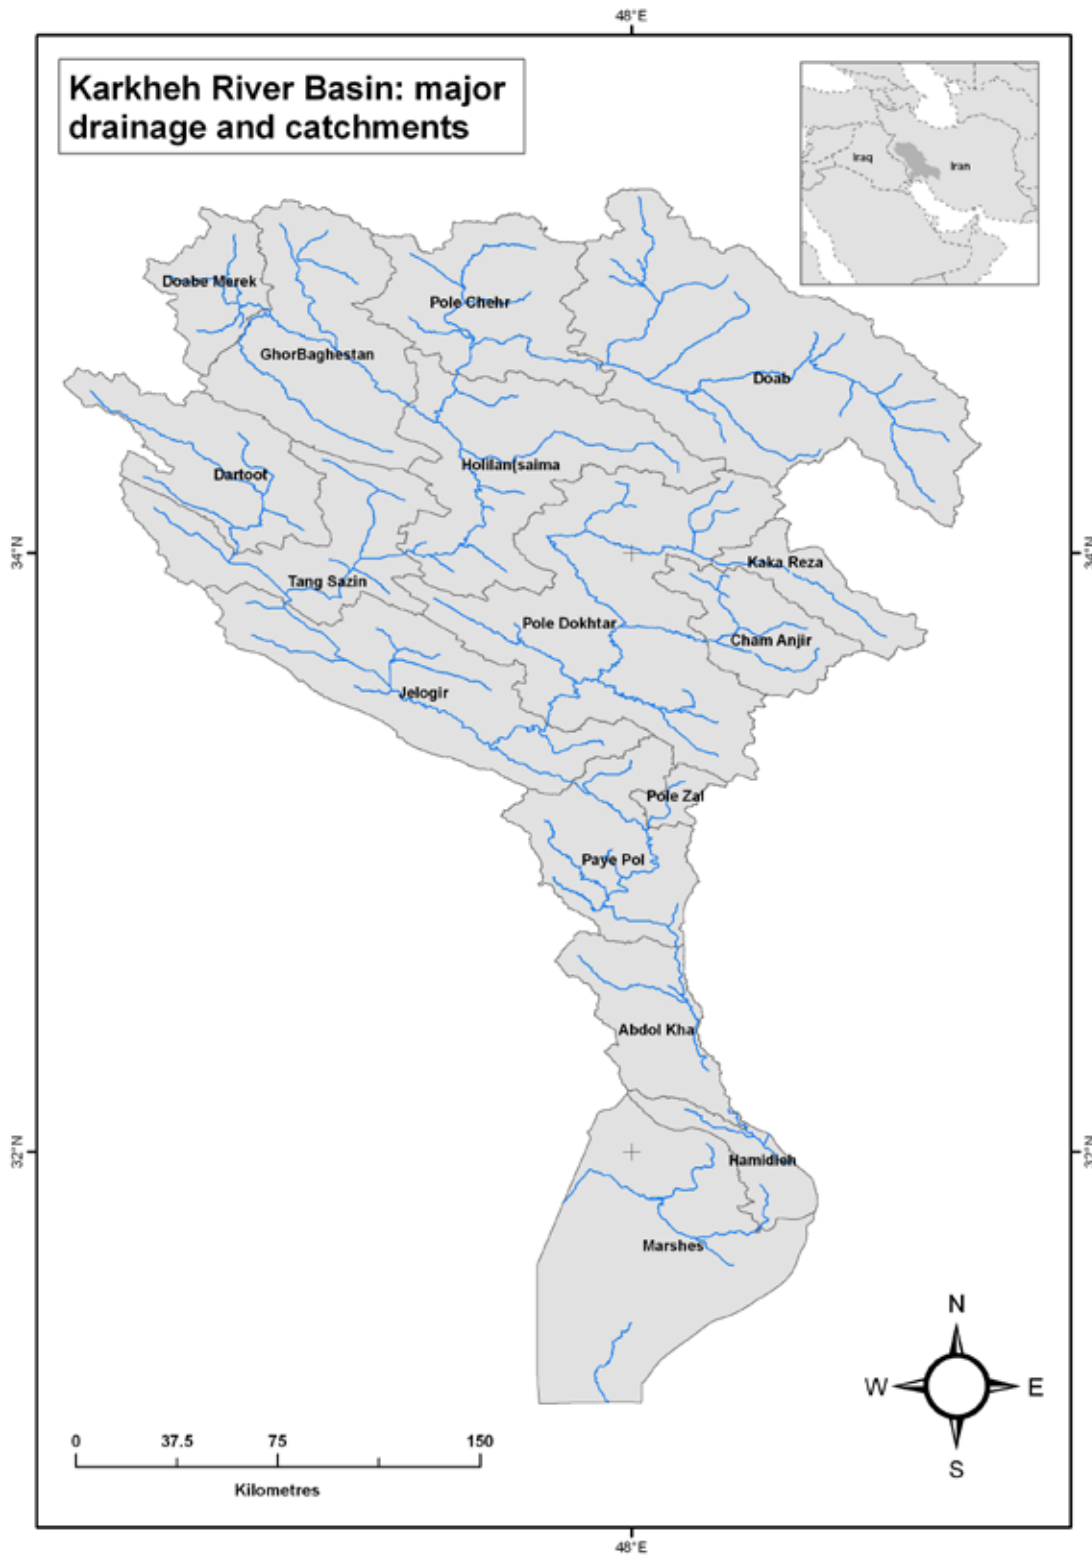 48°E
Karkheh River Basin: major
drainage and catchments
Iraq
Iran
Doabe Merek
Pole Chehr
GhorBaghestan
Doab
Holilan(saima
Dartoot
34°N
34°N
Kaka Reza
Tang Sazin
Pole Dokhtar
Cham Anjir
Jelogir
Pole Zal
Paye Pol
Abdol Kha
32°N
32°N
Hamidieh
Marshes
N
W
E
S
0 37.5 75 150
Kilometres
48°E